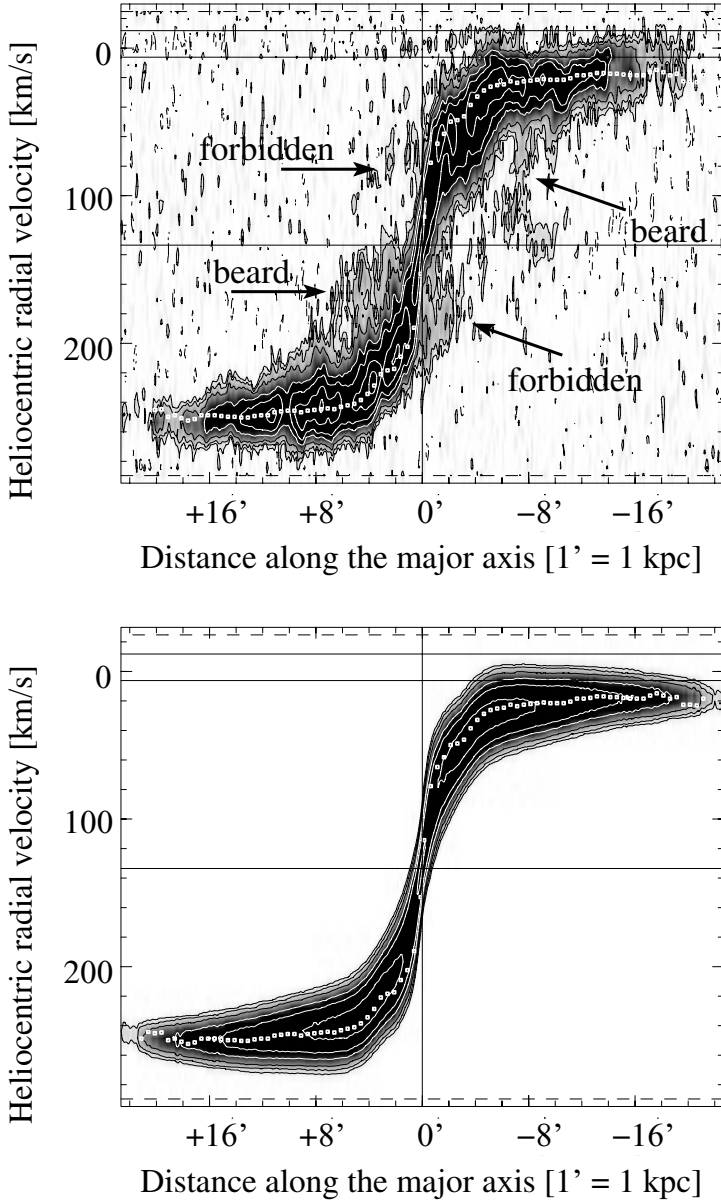 Heliocentric radial velocity [km/s]
0
100
200
forbidden
beard
beard
forbidden
+16’ +8’ 0’ −8’ −16’
Distance along the major axis [1’ = 1 kpc]
Heliocentric radial velocity [km/s]
0
100
200
+16’ +8’ 0’ −8’ −16’
Distance along the major axis [1’ = 1 kpc]